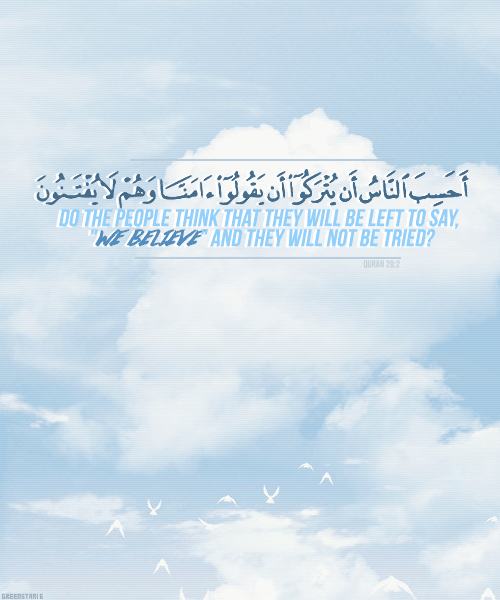 أَحَسِبَ ٱلنَّاسُ أَن يُتْرَكُوٓا۟ أَن يَقُولُوٓا۟ ءَامَنَّا وَهُمْ لَا يُفْتَنُونَ
DO THE PEOPLE THINK THAT THEY WILL BE LEFT TO SAY,
"WE BELIEVE" AND THEY WILL NOT BE TRIED?
QURAN 29:2